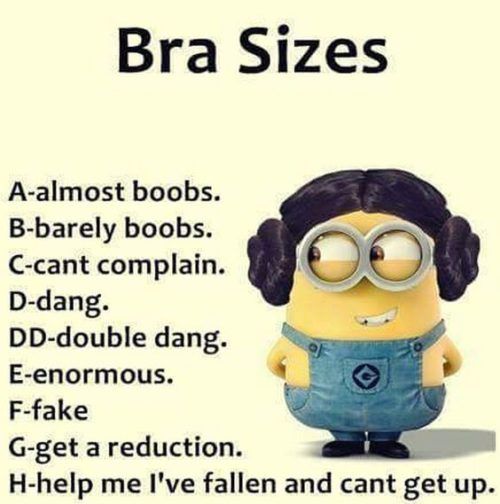 Bra Sizes
A-almost boobs.
B-barely boobs.
C-cant complain.
D-dang.
DD-double dang.
E-enormous.
F-fake
G-get a reduction.
H-help me I've fallen and cant get up.